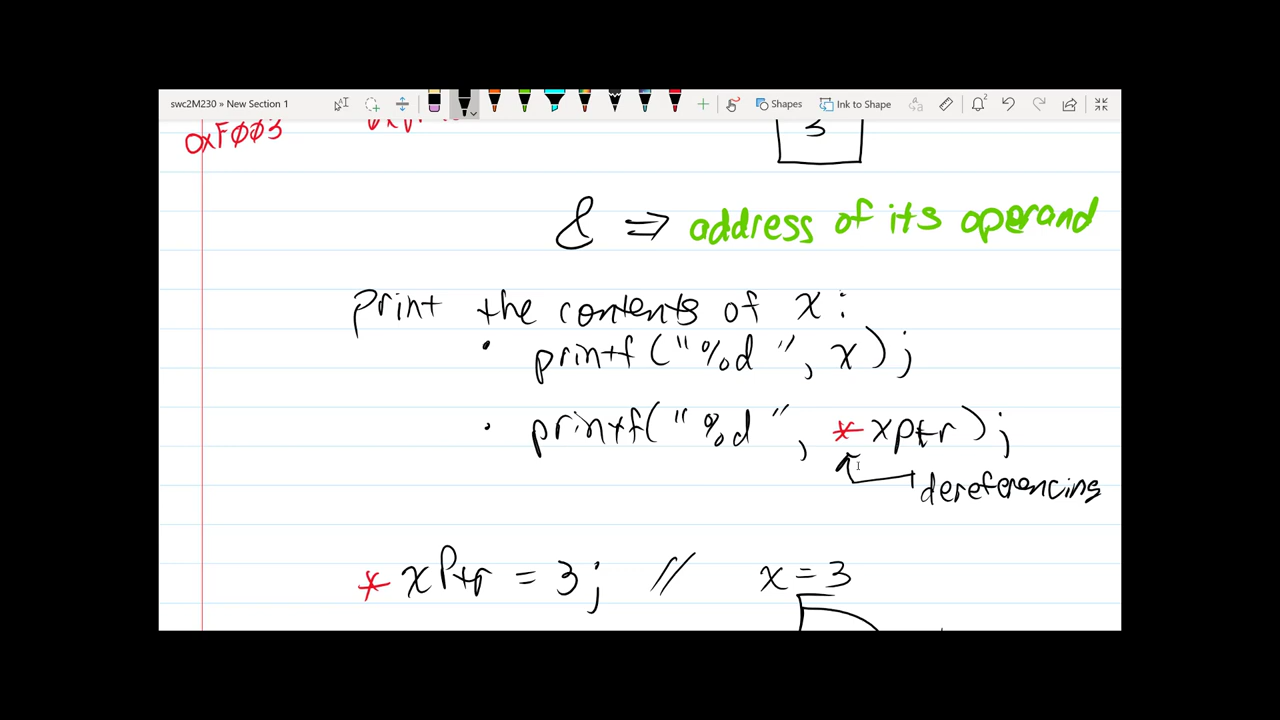 swc2M230 » New Section 1
Shapes
Ink to Shape
2
0xF003
3
& ⇒ address of its operand
print the contents of x:
• printf("%d", x);
• printf("%d", *xptr);
dereferencing
*xPtr = 3; // x = 3